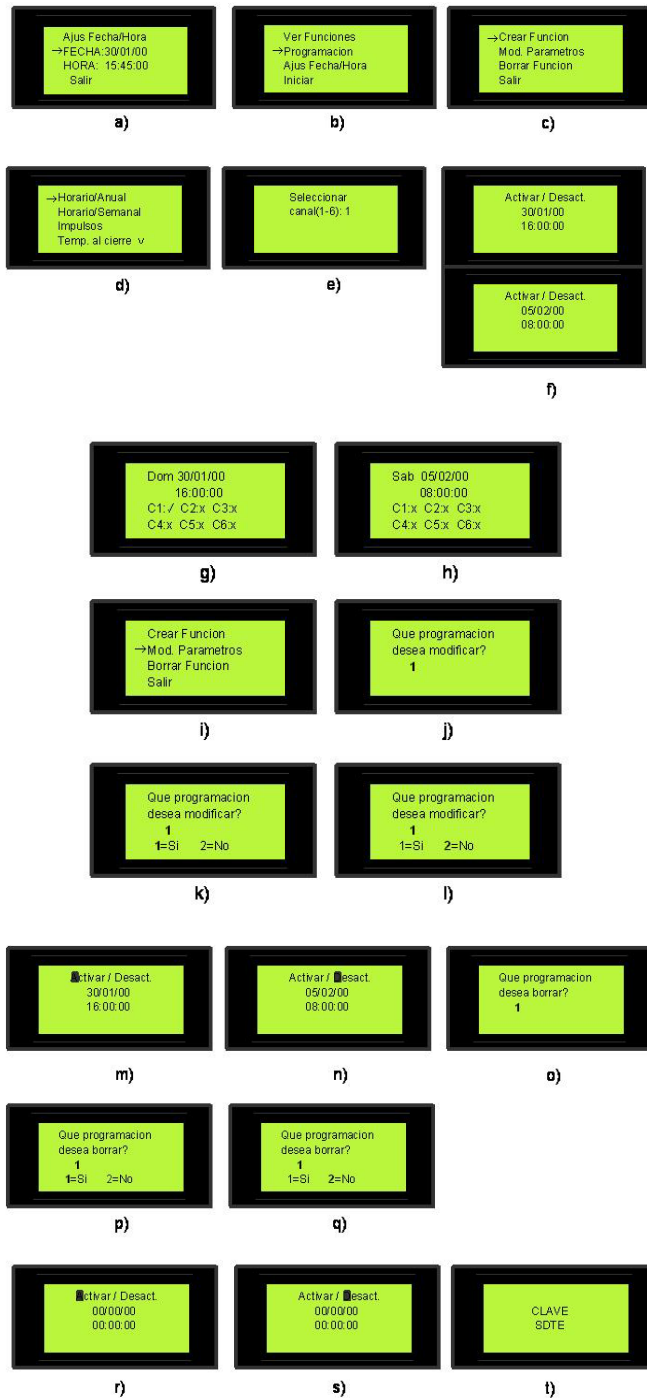 Ajus Fecha/Hora
→FECHA:30/01/00
HORA: 15:45:00
Salir
a)
Ver Funciones
→Programacion
Ajus Fecha/Hora
Iniciar
b)
→Crear Funcion
Mod. Parametros
Borrar Funcion
Salir
c)
→Horario/Anual
Horario/Semanal
Impulsos
Temp. al cierre v
d)
Seleccionar
canal(1-6): 1
e)
Activar / Desact.
30/01/00
16:00:00
Activar / Desact.
05/02/00
08:00:00
f)
Dom 30/01/00
16:00:00
C1:/ C2:x C3:x
C4:x C5:x C6:x
g)
Sab 05/02/00
08:00:00
C1:x C2:x C3:x
C4:x C5:x C6:x
h)
Crear Funcion
→Mod. Parametros
Borrar Funcion
Salir
i)
Que programacion
desea modificar?
1
j)
Que programacion
desea modificar?
1
1=Si 2=No
k)
Que programacion
desea modificar?
1
1=Si 2=No
l)
Activar / Desact.
30/01/00
16:00:00
m)
Activar / Desact.
05/02/00
08:00:00
n)
Que programacion
desea borrar?
1
o)
Que programacion
desea borrar?
1
1=Si 2=No
p)
Que programacion
desea borrar?
1
1=Si 2=No
q)
Activar / Desact.
00/00/00
00:00:00
r)
Activar / Desact.
00/00/00
00:00:00
s)
CLAVE
SDTE
t)